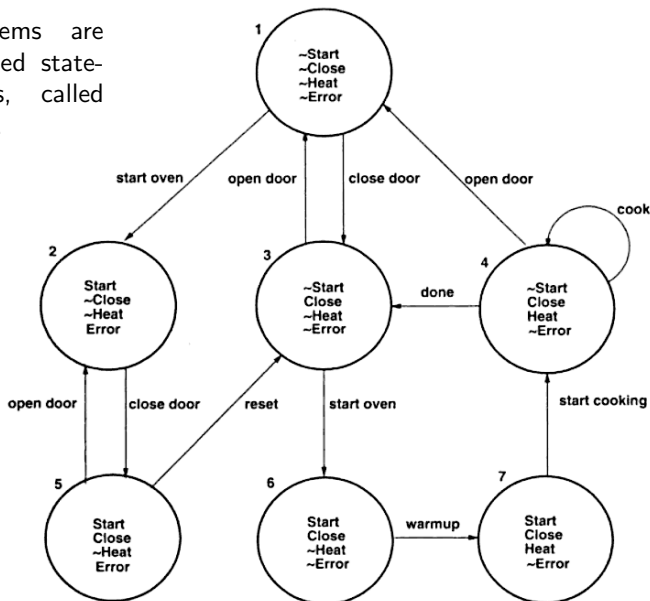 ems are
ed state-
s, called
1
~Start
~Close
~Heat
~Error
start oven
open door
close door
open door
cook
2
Start
~Close
~Heat
Error
3
~Start
Close
~Heat
~Error
4
~Start
Close
Heat
~Error
done
open door
close door
reset
start oven
start cooking
5
Start
Close
~Heat
Error
6
Start
Close
~Heat
~Error
warmup
7
Start
Close
Heat
~Error